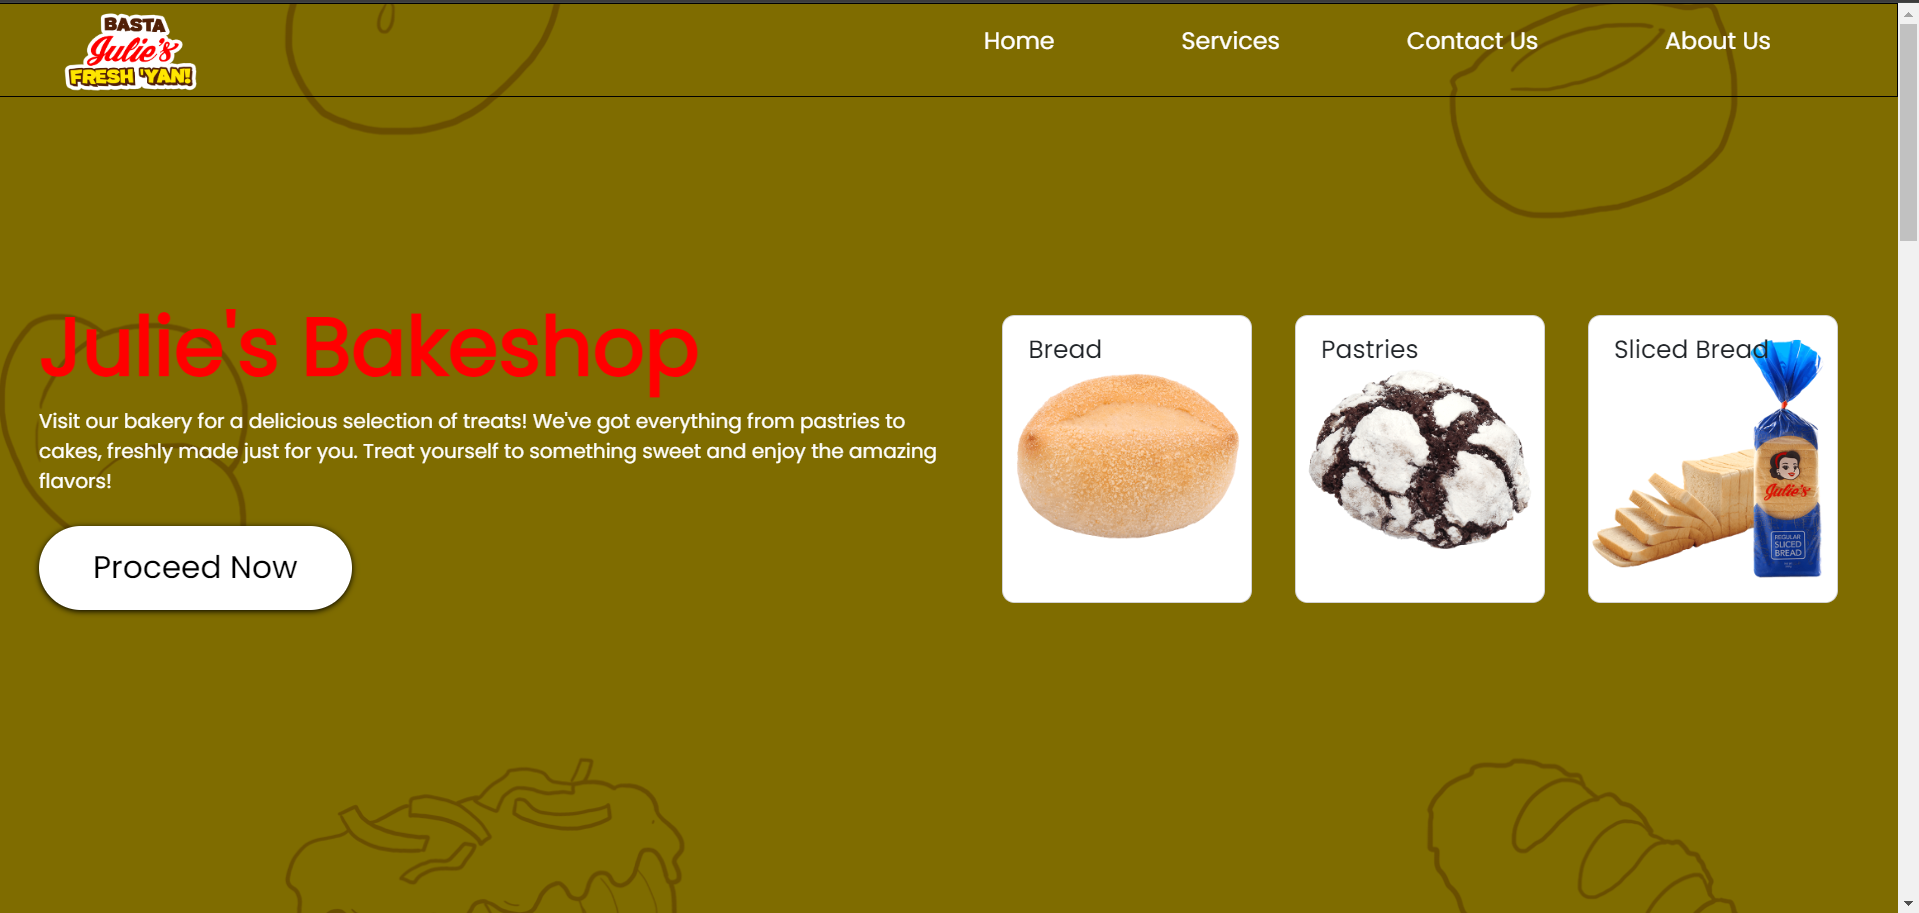 BASTA
Julie's
FRESH 'YAN!
Home
Services
Contact Us
About Us
Julie's Bakeshop
Visit our bakery for a delicious selection of treats! We've got everything from pastries to
cakes, freshly made just for you. Treat yourself to something sweet and enjoy the amazing
flavors!
Proceed Now
Bread
Pastries
Sliced Bread
Julie's
REGULAR
SLICED
BREAD